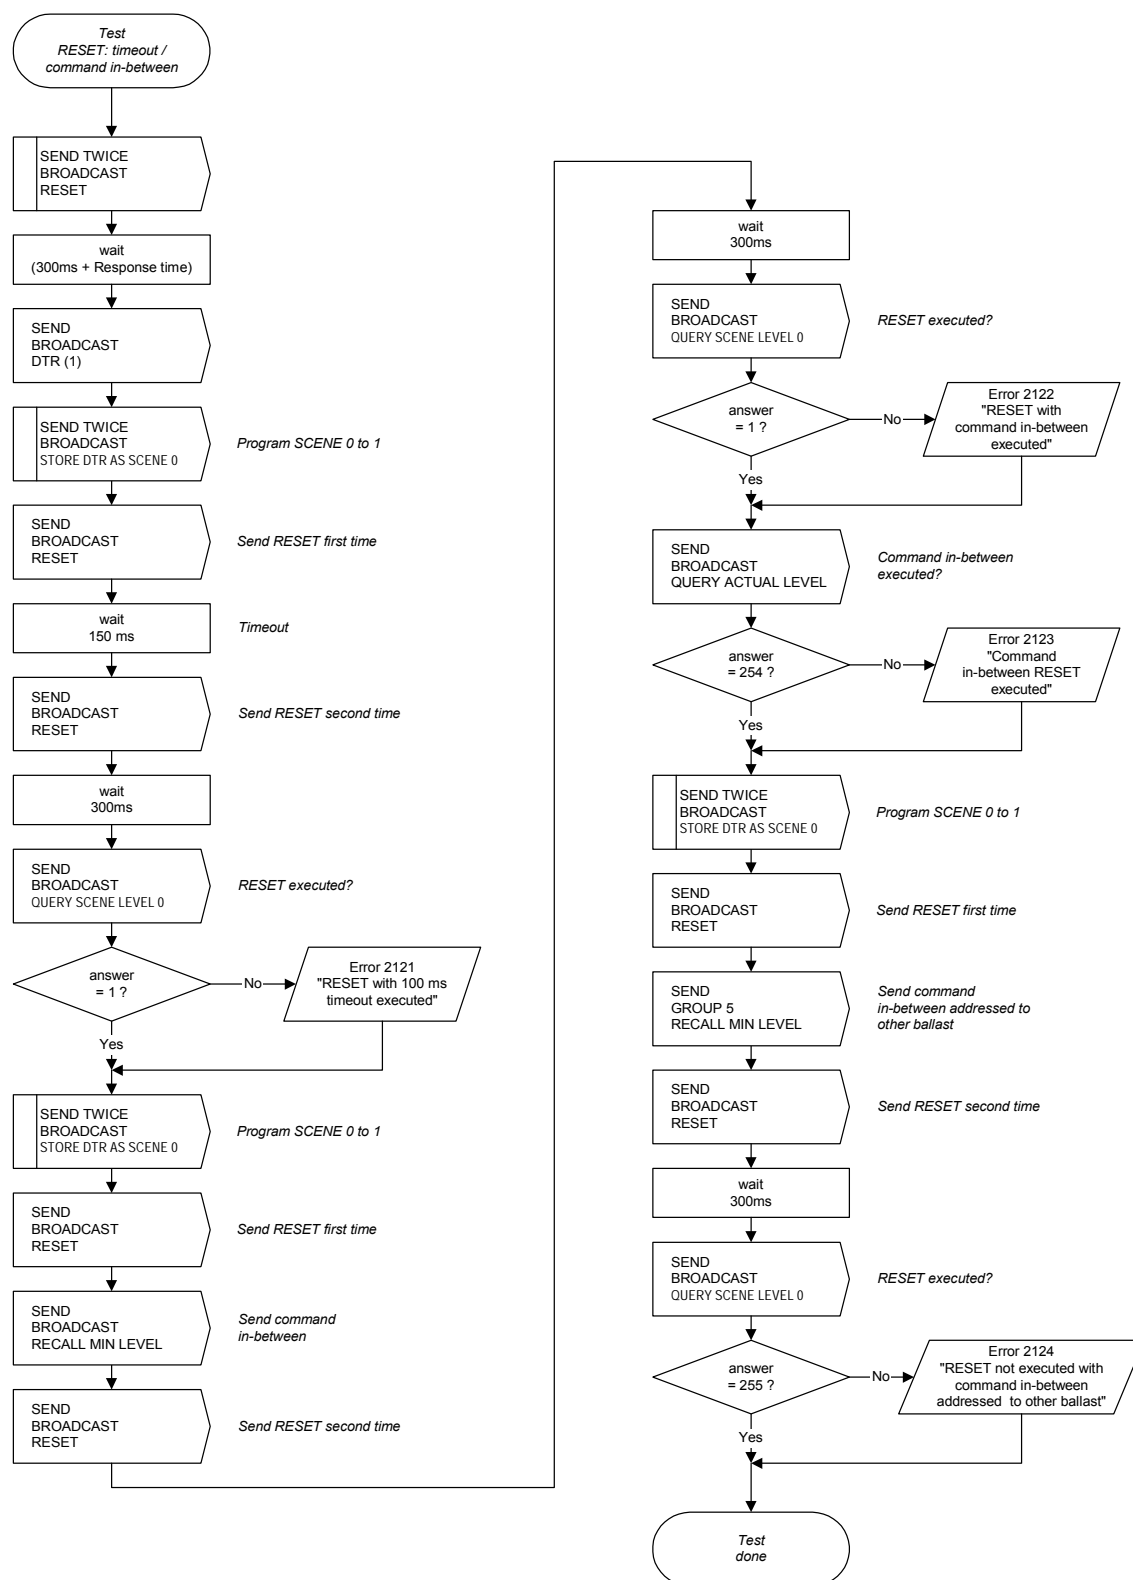 Test
RESET: timeout /
command in-between
SEND TWICE
BROADCAST
RESET
wait
(300ms + Response time)
SEND
BROADCAST
DTR (1)
SEND TWICE
BROADCAST
STORE DTR AS SCENE 0
Program SCENE 0 to 1
SEND
BROADCAST
RESET
Send RESET first time
wait
150 ms
Timeout
SEND
BROADCAST
RESET
Send RESET second time
wait
300ms
SEND
BROADCAST
QUERY SCENE LEVEL 0
RESET executed?
answer
= 1 ?
No
Error 2121
"RESET with 100 ms
timeout executed"
Yes
SEND TWICE
BROADCAST
STORE DTR AS SCENE 0
Program SCENE 0 to 1
SEND
BROADCAST
RESET
Send RESET first time
SEND
BROADCAST
RECALL MIN LEVEL
Send command
in-between
SEND
BROADCAST
RESET
Send RESET second time
wait
300ms
SEND
BROADCAST
QUERY SCENE LEVEL 0
RESET executed?
answer
= 1 ?
No
Error 2122
"RESET with
command in-between
executed"
Yes
SEND
BROADCAST
QUERY ACTUAL LEVEL
Command in-between
executed?
answer
= 254 ?
No
Error 2123
"Command
in-between RESET
executed"
Yes
SEND TWICE
BROADCAST
STORE DTR AS SCENE 0
Program SCENE 0 to 1
SEND
BROADCAST
RESET
Send RESET first time
SEND
GROUP 5
RECALL MIN LEVEL
Send command
in-between addressed to
other ballast
SEND
BROADCAST
RESET
Send RESET second time
wait
300ms
SEND
BROADCAST
QUERY SCENE LEVEL 0
RESET executed?
answer
= 255 ?
No
Error 2124
"RESET not executed with
command in-between
addressed  to other ballast"
Yes
Test
done